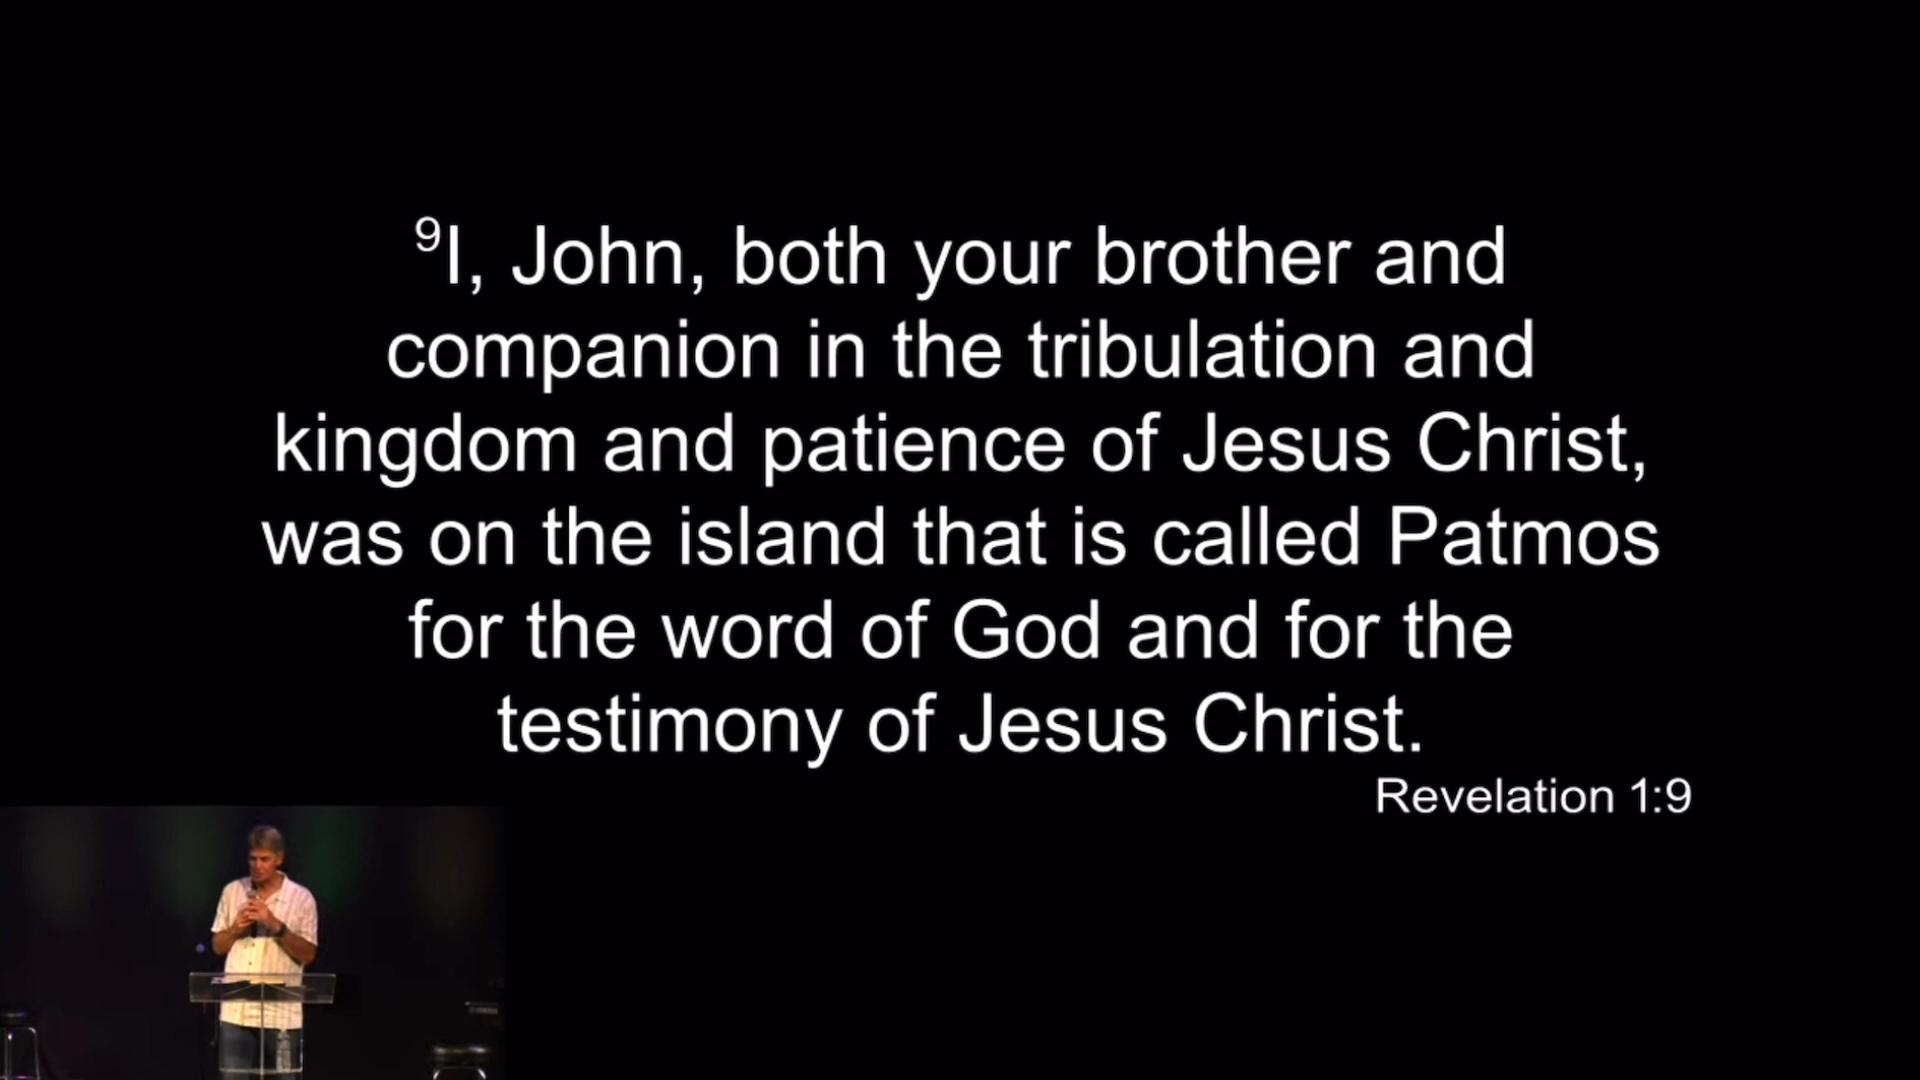 ⁹I, John, both your brother and
companion in the tribulation and
kingdom and patience of Jesus Christ,
was on the island that is called Patmos
for the word of God and for the
testimony of Jesus Christ.
Revelation 1:9